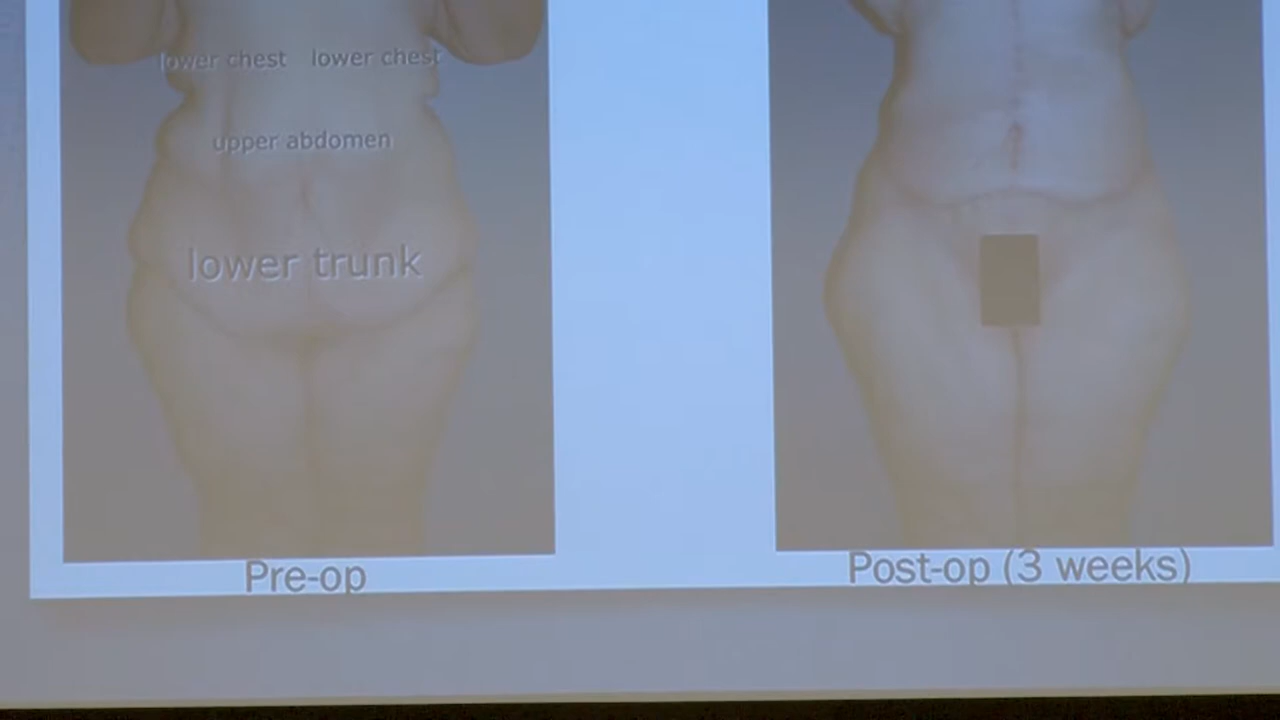 lower chest lower chest
upper abdomen
lower trunk
Pre-op
Post-op (3 weeks)